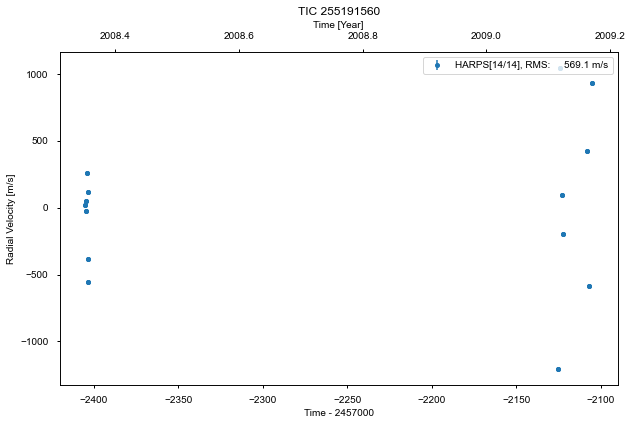 TIC 255191560
Time [Year]
2008.4 2008.6 2008.8 2009.0 2009.2
HARPS[14/14], RMS: 569.1 m/s
1000
500
0
−500
−1000
Radial Velocity [m/s]
−2400 −2350 −2300 −2250 −2200 −2150 −2100
Time - 2457000